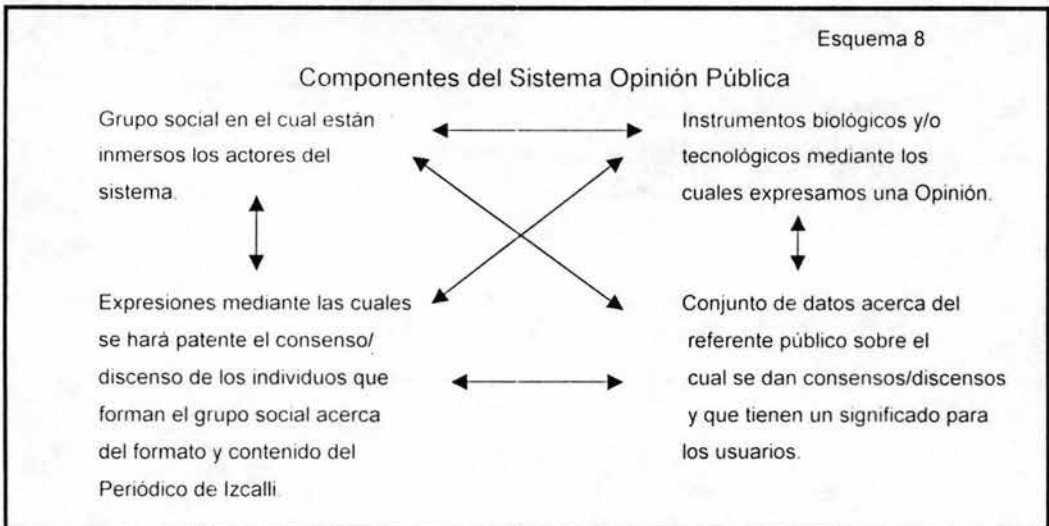 Esquema 8
Componentes del Sistema Opinión Pública
Grupo social en el cual están
inmersos los actores del
sistema.
Instrumentos biológicos y/o
tecnológicos mediante los
cuales expresamos una Opinión.
Expresiones mediante las cuales
se hará patente el consenso/
discenso de los individuos que
forman el grupo social acerca
del formato y contenido del
Periódico de Izcalli.
Conjunto de datos acerca del
referente público sobre el
cual se dan consensos/discensos
y que tienen un significado para
los usuarios.